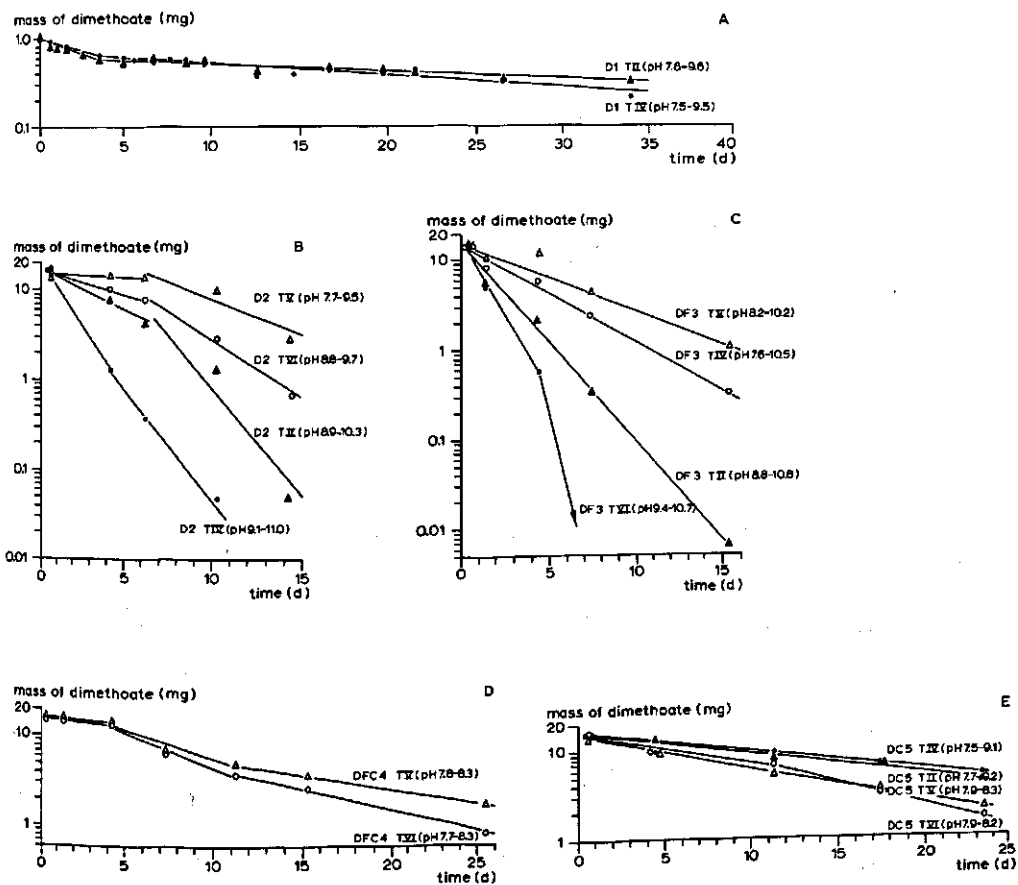 mass of dimethoate (mg)
A
1.0
0.1
D1 TII (pH 7.8-9.6)
D1 TIV (pH 7.5-9.5)
0 5 10 15 20 25 30 35 40
time (d)
mass of dimethoate (mg)
B
20
10
1
0.1
0.01
D2 TV (pH 7.7-9.5)
D2 TVI (pH 8.8-9.7)
D2 TII (pH 8.9-10.3)
D2 TIV (pH 9.1-11.0)
0 5 10 15
time (d)
mass of dimethoate (mg)
C
20
10
1
0.1
0.01
DF3 TV (pH 8.2-10.2)
DF3 TIV (pH 7.6-10.5)
DF3 TII (pH 8.8-10.8)
DF3 TVI (pH 9.4-10.7)
0 5 10 15
time (d)
mass of dimethoate (mg)
D
20
10
1
DFC4 TV (pH 7.8-8.3)
DFC4 TVI (pH 7.7-8.3)
0 5 10 15 20 25
time (d)
mass of dimethoate (mg)
E
20
10
1
DC5 TIV (pH 7.5-9.1)
DC5 TII (pH 7.7-9.2)
DC5 TV (pH 7.9-8.3)
DC5 TVI (pH 7.9-8.2)
0 5 10 15 20 25
time (d)